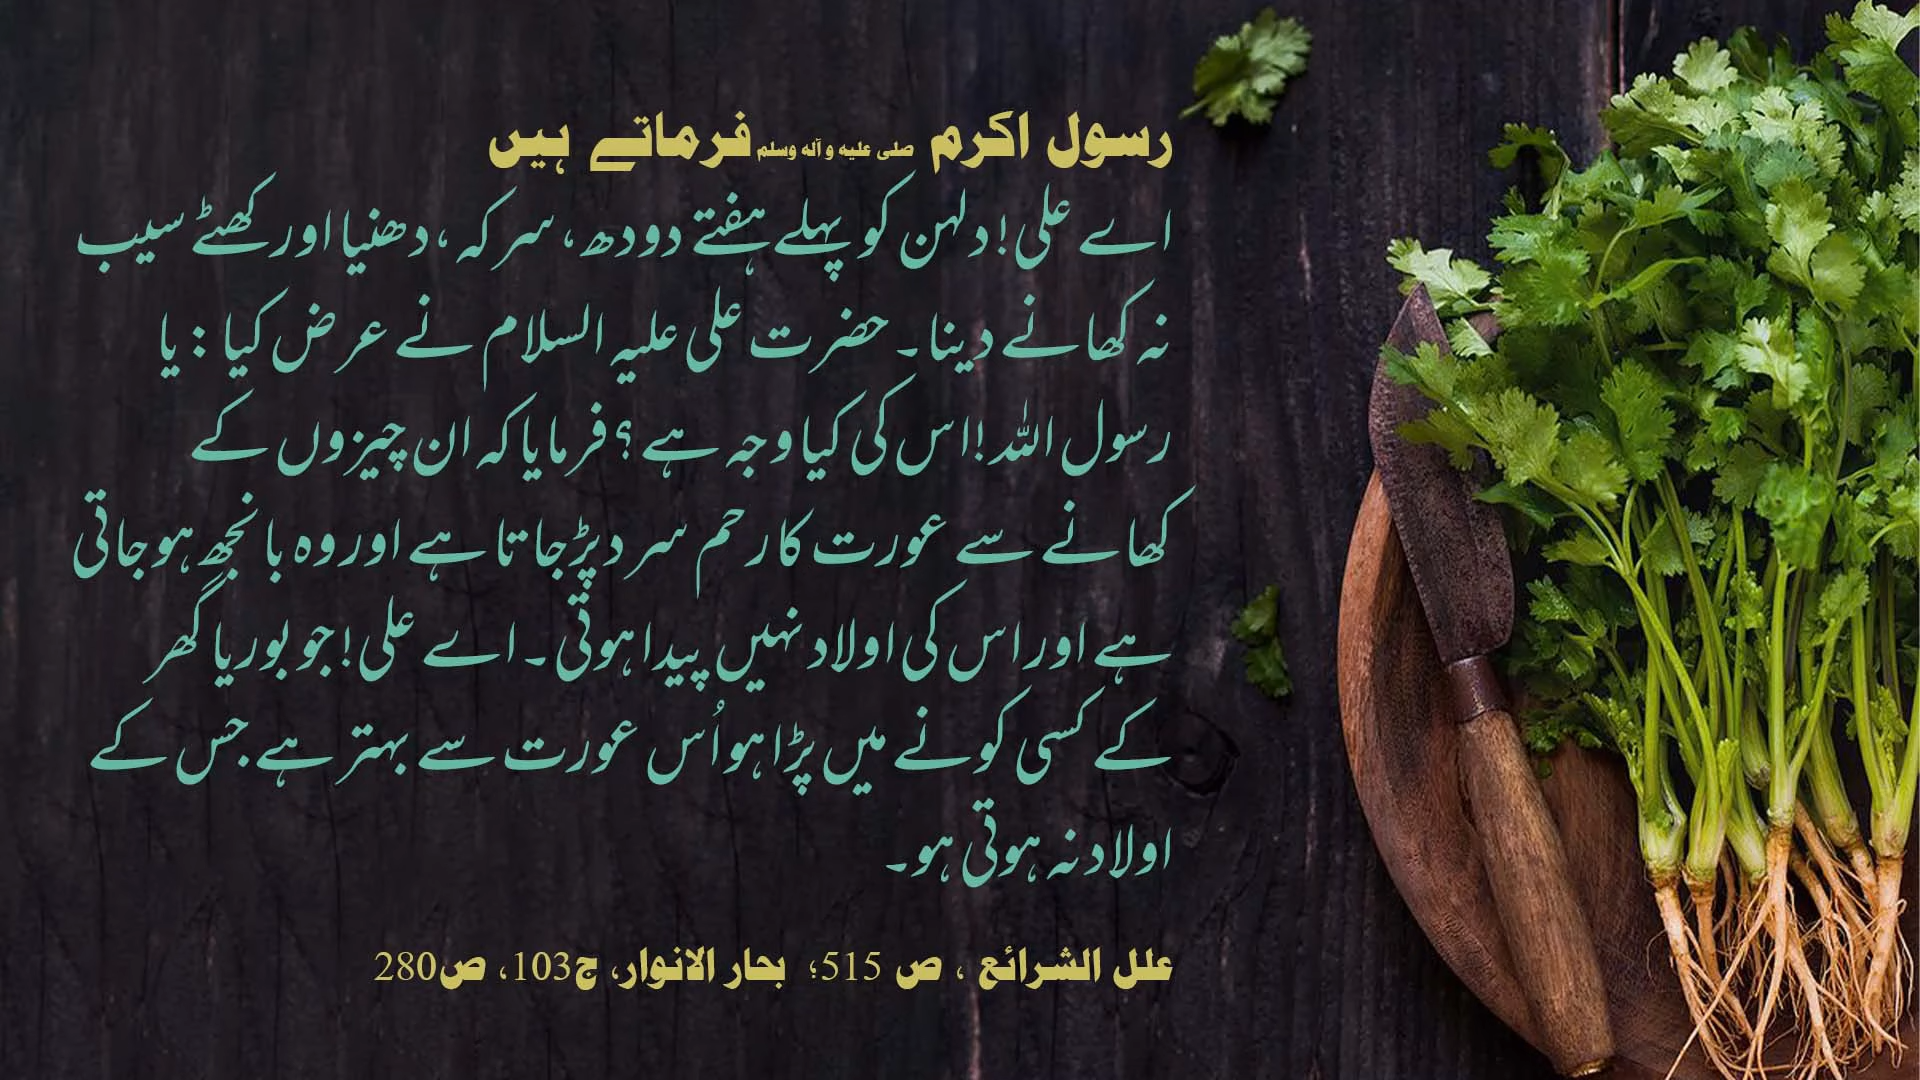 رسول اکرم صلی علیہ و آلہ وسلم فرماتے ہیں
اے علی! دلہن کو پہلے ہفتے دودھ، سرکہ، دھنیا اور کھٹے سیب
نہ کھانے دینا۔ حضرت علی علیہ السلام نے عرض کیا : یا
رسول اللہ! اس کی کیا وجہ ہے ؟ فرمایا کہ ان چیزوں کے
کھانے سے عورت کا رحم سرد پڑجاتا ہے اور وہ بانجھ ہو جاتی
ہے اور اس کی اولاد نہیں پیدا ہوتی۔ اے علی! جو بوریا گھر
کے کسی کونے میں پڑا ہو اُس عورت سے بہتر ہے جس کے
اولاد نہ ہوتی ہو۔
علل الشرائع ، ص 515؛ بحار الانوار، ج103، ص280